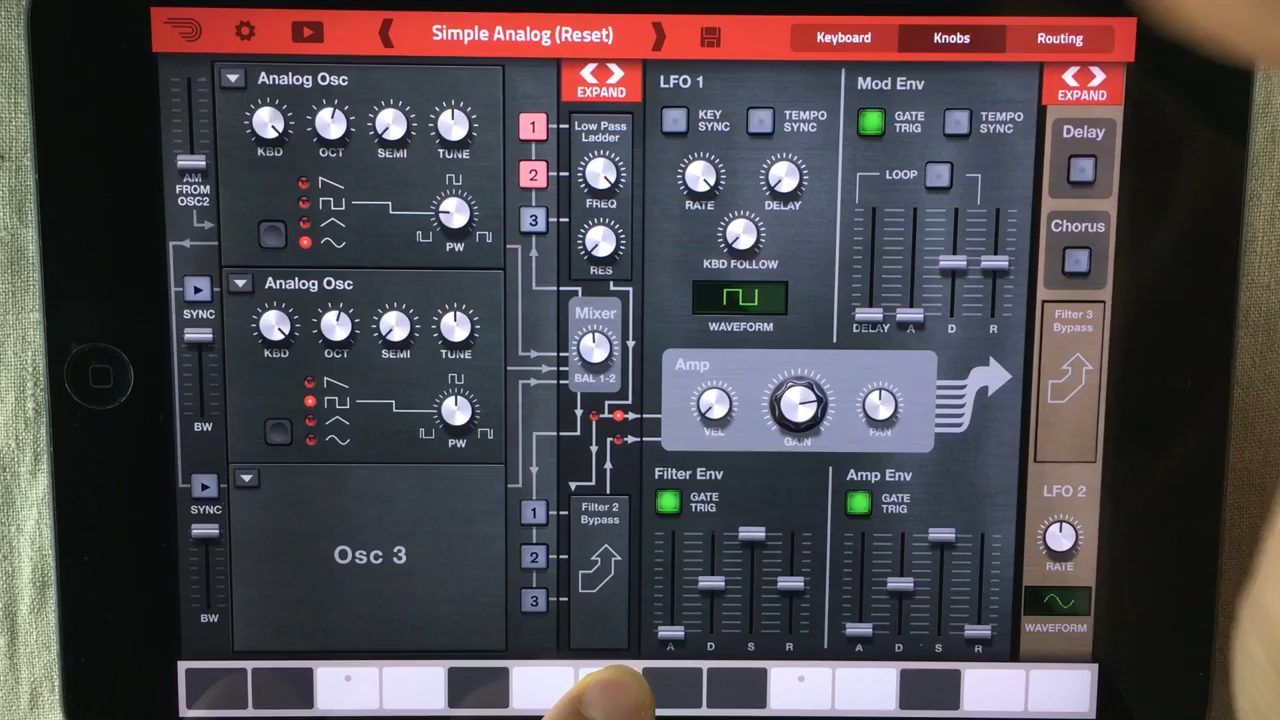 Simple Analog (Reset)
Keyboard
Knobs
Routing
AM
FROM
OSC2
Analog Osc
KBD
OCT
SEMI
TUNE
PW
SYNC
Analog Osc
KBD
OCT
SEMI
TUNE
PW
BW
SYNC
Osc 3
BW
EXPAND
1
2
3
Low Pass
Ladder
FREQ
RES
Mixer
BAL 1-2
1
2
3
Filter 2
Bypass
LFO 1
KEY
SYNC
TEMPO
SYNC
RATE
DELAY
KBD FOLLOW
WAVEFORM
Mod Env
GATE
TRIG
TEMPO
SYNC
LOOP
DELAY
A
D
R
Amp
VEL
GAIN
PAN
Filter Env
GATE
TRIG
A
D
S
R
Amp Env
GATE
TRIG
A
D
S
R
EXPAND
Delay
Chorus
Filter 3
Bypass
LFO 2
RATE
WAVEFORM